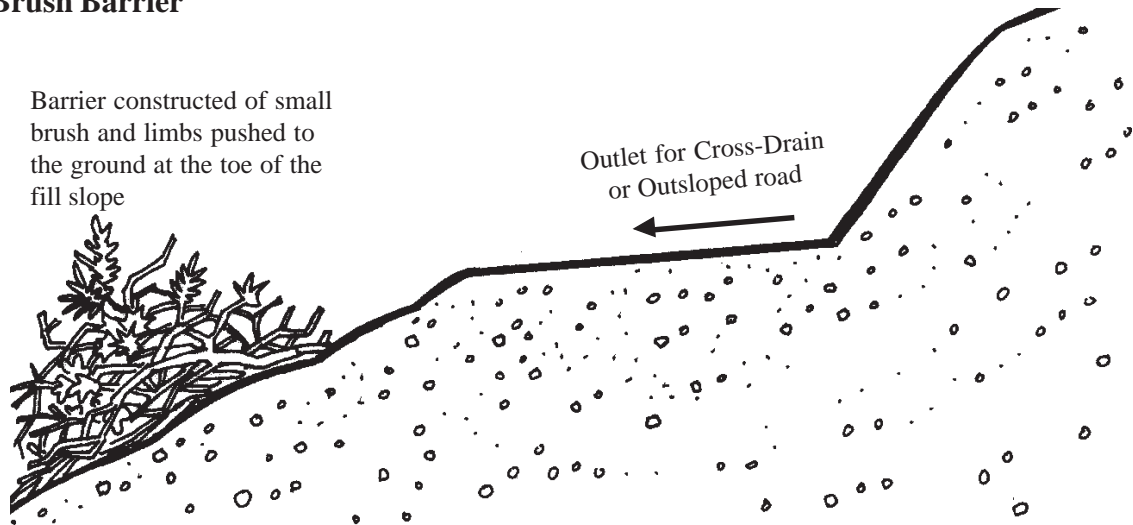 Brush Barrier
Barrier constructed of small
brush and limbs pushed to
the ground at the toe of the
fill slope
Outlet for Cross-Drain
or Outsloped road